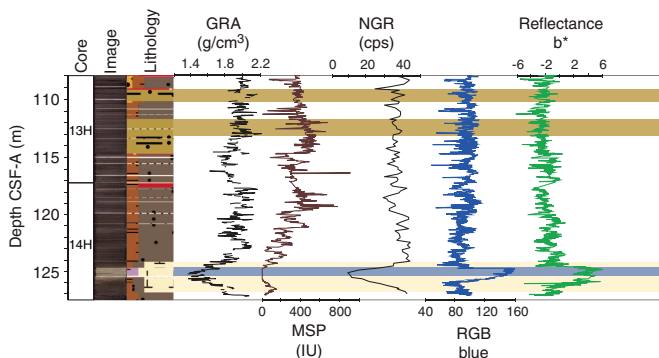 GRA
NGR
Reflectance
(g/cm³)
(cps)
b*
Core
Image
Lithology
1.4 1.8 2.2
0 20 40
-6 -2 2 6
Depth CSF-A (m)
110
115
120
125
13H
14H
0 400 800
40 80 120 160
MSP
(IU)
RGB
blue